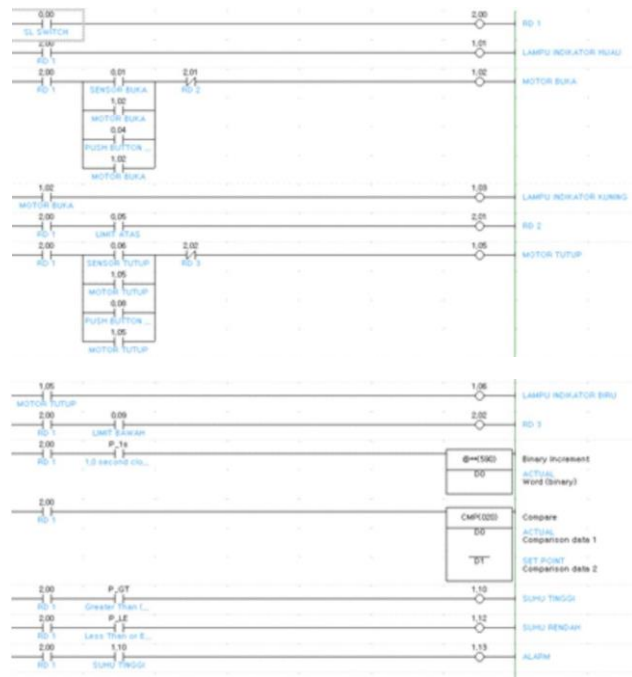 0,00 2,00 RD 1
SL SWITCH
2,00 1,01 LAMPU INDIKATOR HIJAU
RD 1
2,00 0,01 2,01 1,02 MOTOR BUKA
RD 1 SENSOR BUKA RD 2
1,02
MOTOR BUKA
0,04
PUSH BUTTON ...
1,02
MOTOR BUKA
1,02 1,03 LAMPU INDIKATOR KUNING
MOTOR BUKA
2,00 0,05 2,01 RD 2
RD 1 LIMIT ATAS
2,00 0,06 2,02 1,05 MOTOR TUTUP
RD 1 SENSOR TUTUP RD 3
1,05
MOTOR TUTUP
0,08
PUSH BUTTON ...
1,05
MOTOR TUTUP
1,05 1,06 LAMPU INDIKATOR BIRU
MOTOR TUTUP
2,00 0,09 2,02 RD 3
RD 1 LIMIT BAWAH
2,00 P_1s
RD 1 1,0 second clo...
@++(590) Binary Increment
D0 ACTUAL
Word (binary)
2,00
RD 1
CMP(020) Compare
D0 ACTUAL
Comparison data 1
D1 SET POINT
Comparison data 2
2,00 P_GT 1,10 SUHU TINGGI
RD 1 Greater Than (...
2,00 P_LE 1,12 SUHU RENDAH
RD 1 Less Than or E...
2,00 1,10 1,13 ALARM
RD 1 SUHU TINGGI